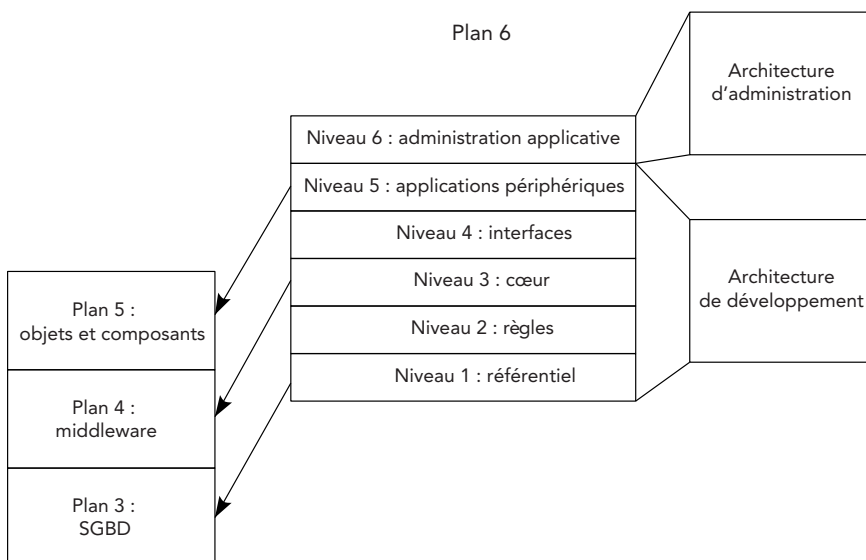 Plan 6
Architecture
d'administration
Niveau 6 : administration applicative
Niveau 5 : applications périphériques
Niveau 4 : interfaces
Niveau 3 : cœur
Niveau 2 : règles
Niveau 1 : référentiel
Architecture
de développement
Plan 5 :
objets et composants
Plan 4 :
middleware
Plan 3 :
SGBD